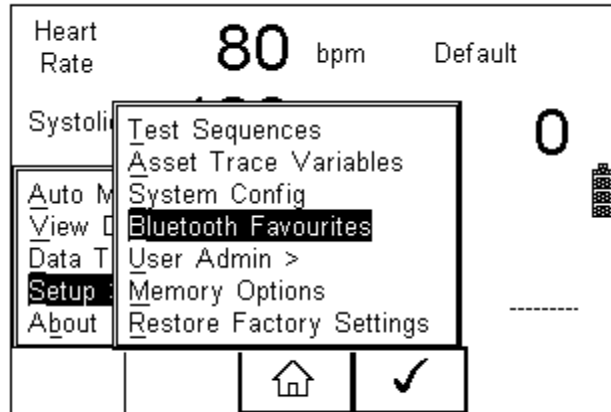 Heart
Rate 80 bpm Default
Systoli 0
Test Sequences
Asset Trace Variables
System Config
Bluetooth Favourites
User Admin >
Memory Options
Restore Factory Settings
Auto M
View
Data T
Setup
About